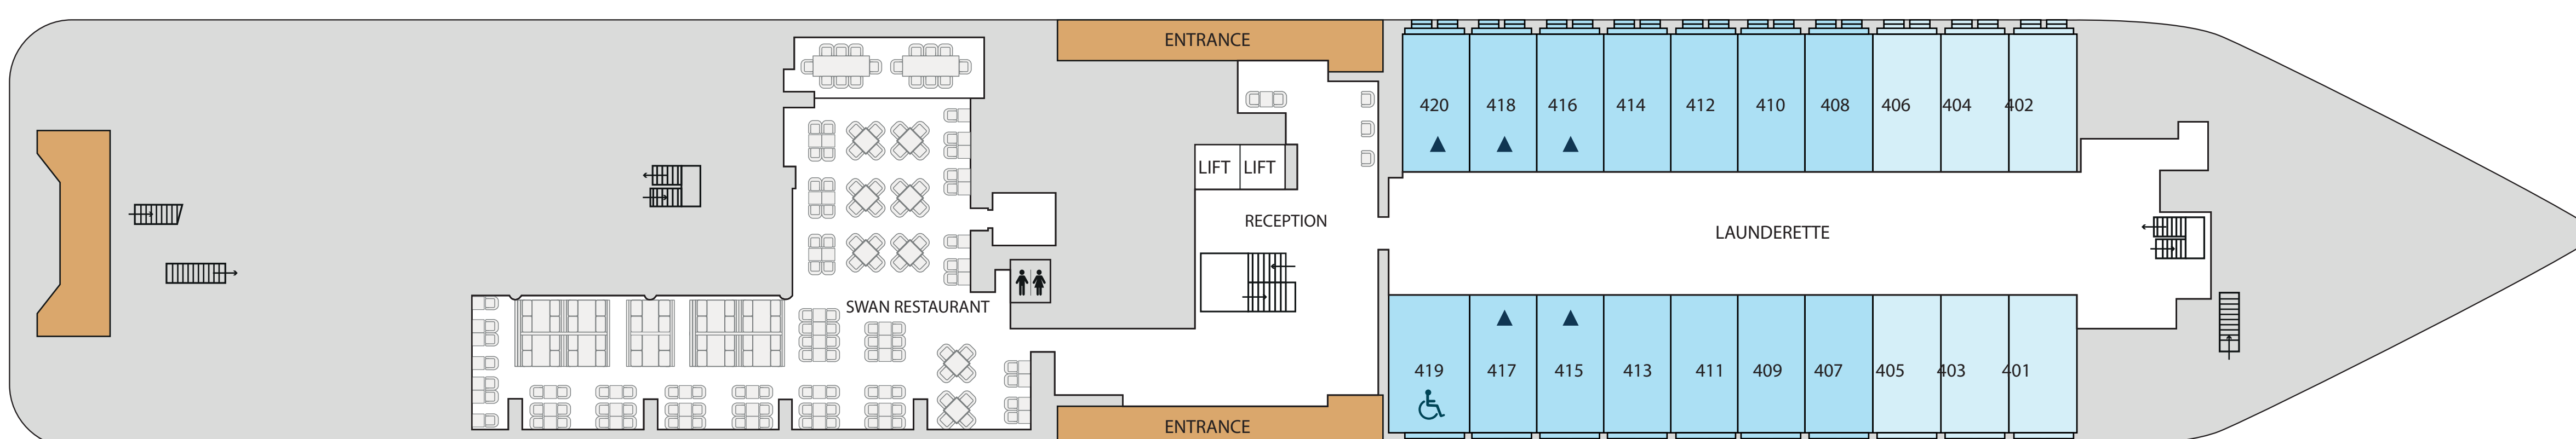 ENTRANCE
420 418 416 414 412 410 408 406 404 402
LIFT LIFT
RECEPTION
LAUNDERETTE
SWAN RESTAURANT
419 417 415 413 411 409 407 405 403 401
ENTRANCE